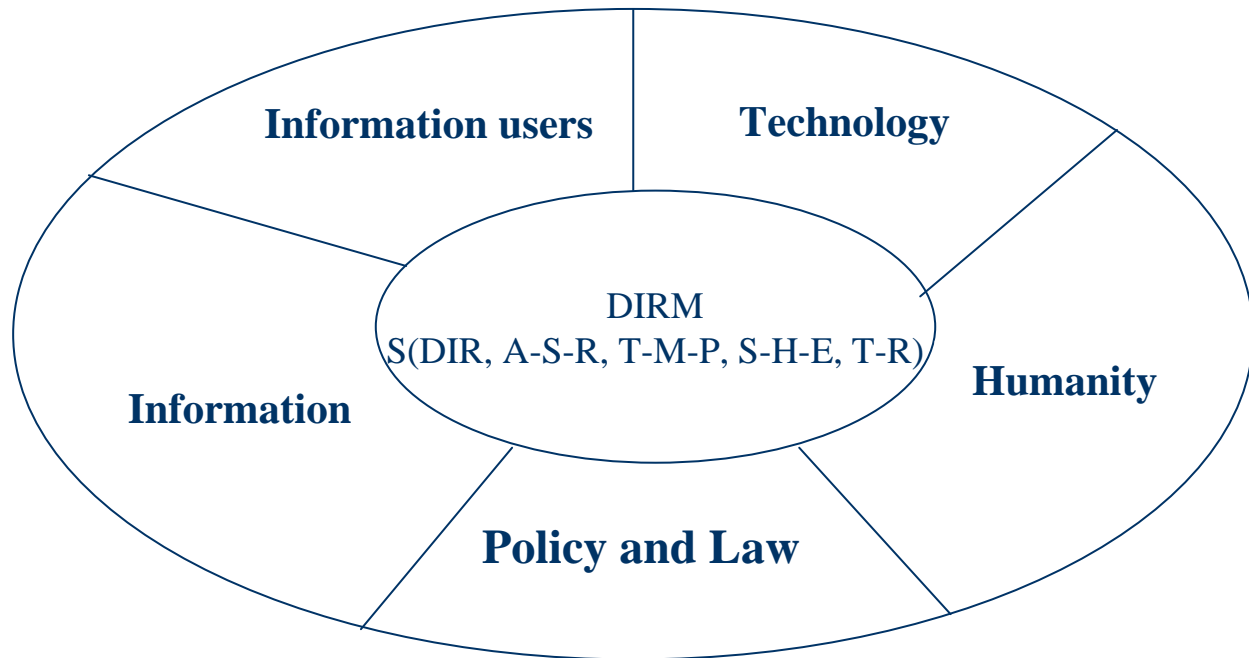 Information users
Technology
DIRM
S(DIR, A-S-R, T-M-P, S-H-E, T-R)
Humanity
Information
Policy and Law